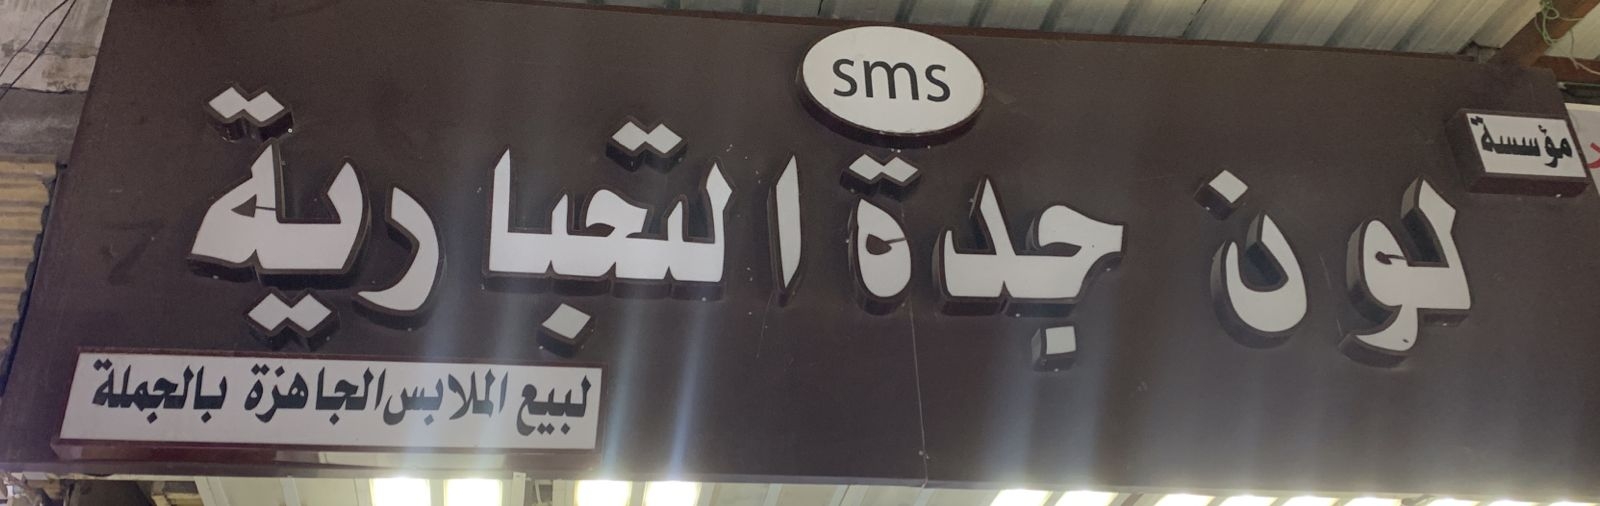 sms
مؤسسة
لون جدة التجارية
لبيع الملابس الجاهزة بالجملة